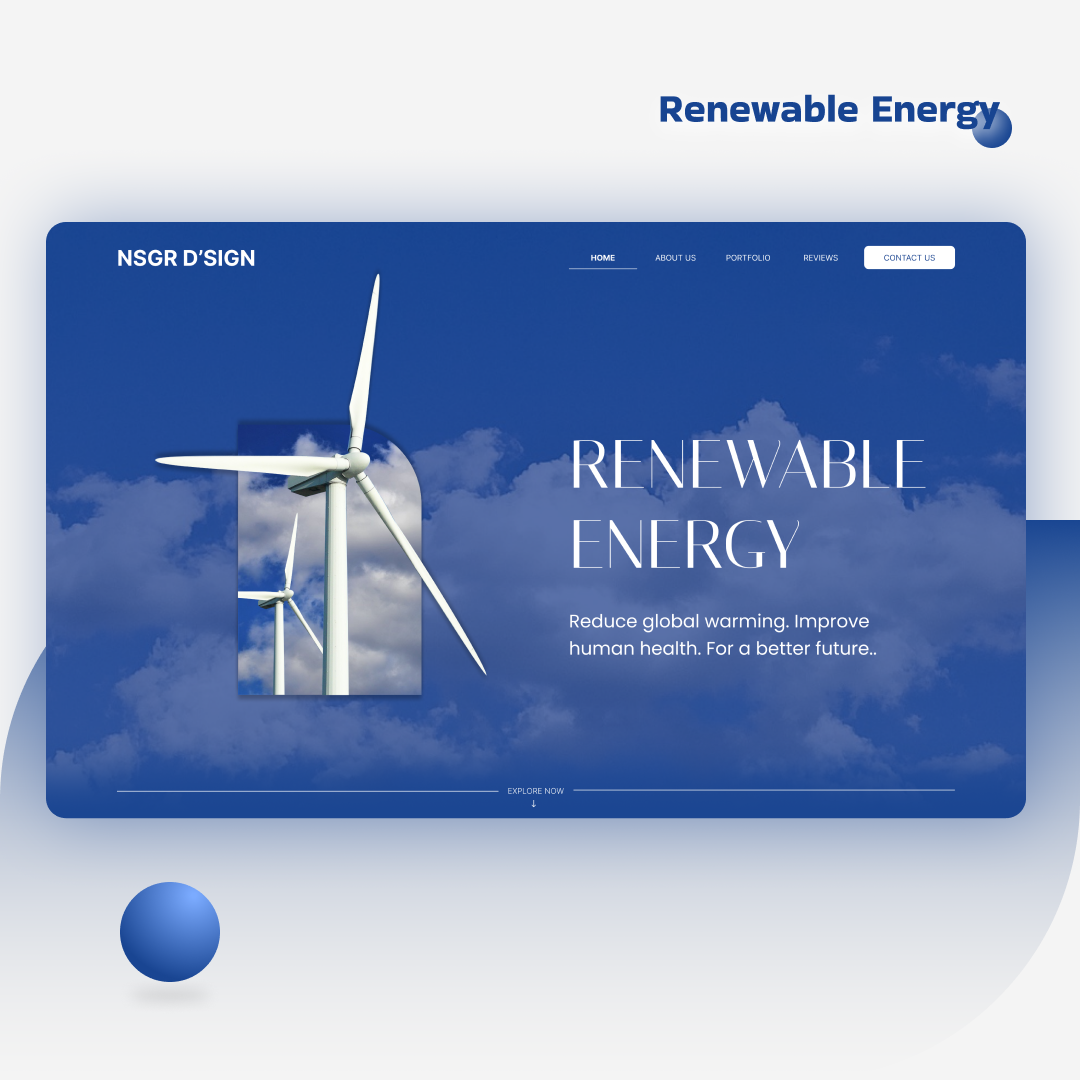 Renewable Energy
NSGR D’SIGN
HOME ABOUT US PORTFOLIO REVIEWS CONTACT US
RENEWABLE
ENERGY
Reduce global warming. Improve
human health. For a better future..
EXPLORE NOW
↓